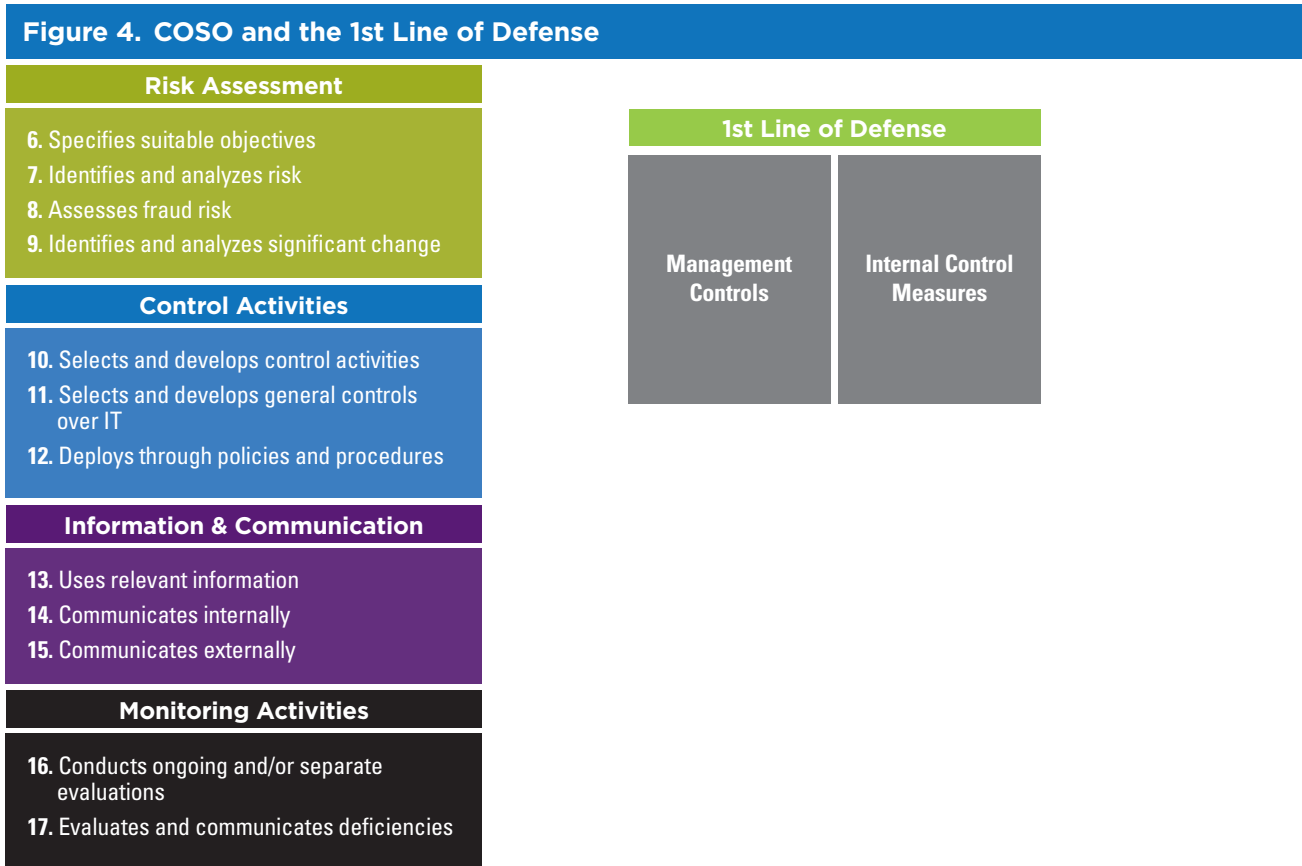 Figure 4. COSO and the 1st Line of Defense
Risk Assessment
6. Specifies suitable objectives
7. Identifies and analyzes risk
8. Assesses fraud risk
9. Identifies and analyzes significant change
Control Activities
10. Selects and develops control activities
11. Selects and develops general controls
over IT
12. Deploys through policies and procedures
Information & Communication
13. Uses relevant information
14. Communicates internally
15. Communicates externally
Monitoring Activities
16. Conducts ongoing and/or separate
evaluations
17. Evaluates and communicates deficiencies
1st Line of Defense
Management
Controls
Internal Control
Measures